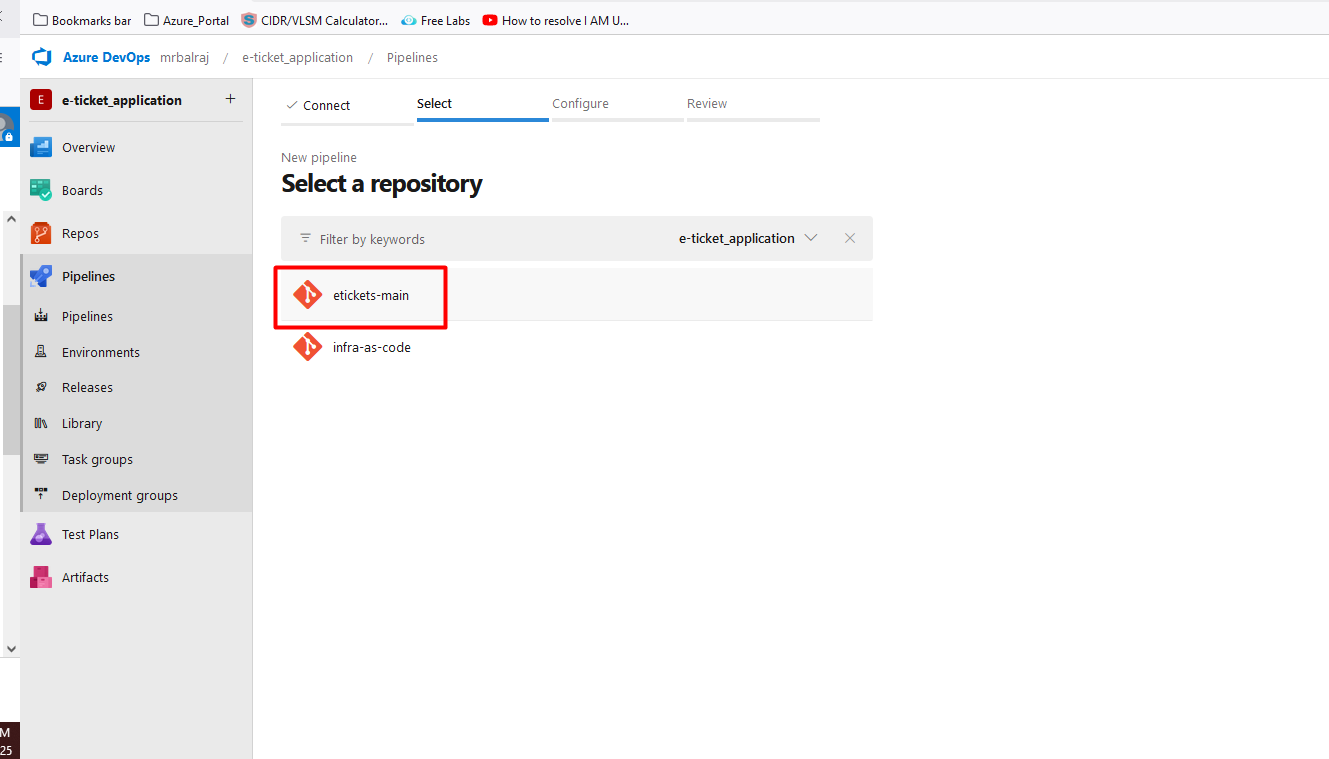 Bookmarks bar Azure_Portal CIDR/VLSM Calculator... Free Labs How to resolve I AM U...
Azure DevOps mrbalraj / e-ticket_application / Pipelines
E e-ticket_application +
Overview
Boards
Repos
Pipelines
Pipelines
Environments
Releases
Library
Task groups
Deployment groups
Test Plans
Artifacts
Connect Select Configure Review
New pipeline
Select a repository
Filter by keywords e-ticket_application
etickets-main
infra-as-code
M
25